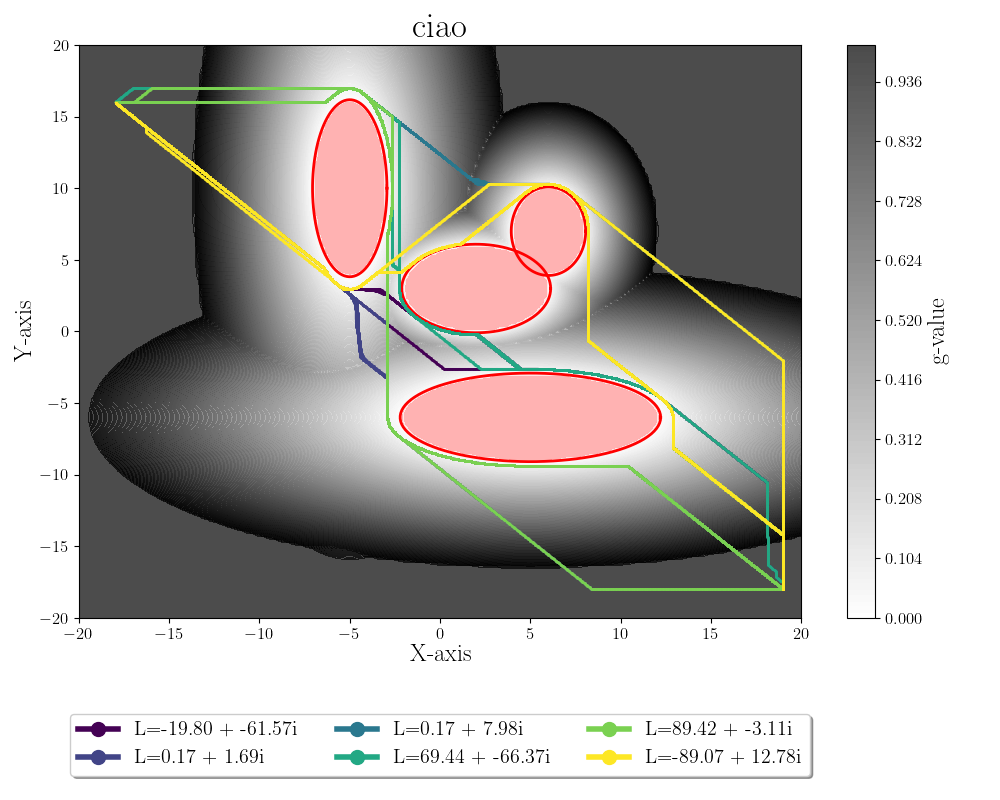 ciao
20
15
10
5
0
−5
−10
−15
−20
Y-axis
−20 −15 −10 −5 0 5 10 15 20
X-axis
0.936
0.832
0.728
0.624
0.520
0.416
0.312
0.208
0.104
0.000
g-value
L=-19.80 + -61.57i L=0.17 + 7.98i L=89.42 + -3.11i
L=0.17 + 1.69i L=69.44 + -66.37i L=-89.07 + 12.78i